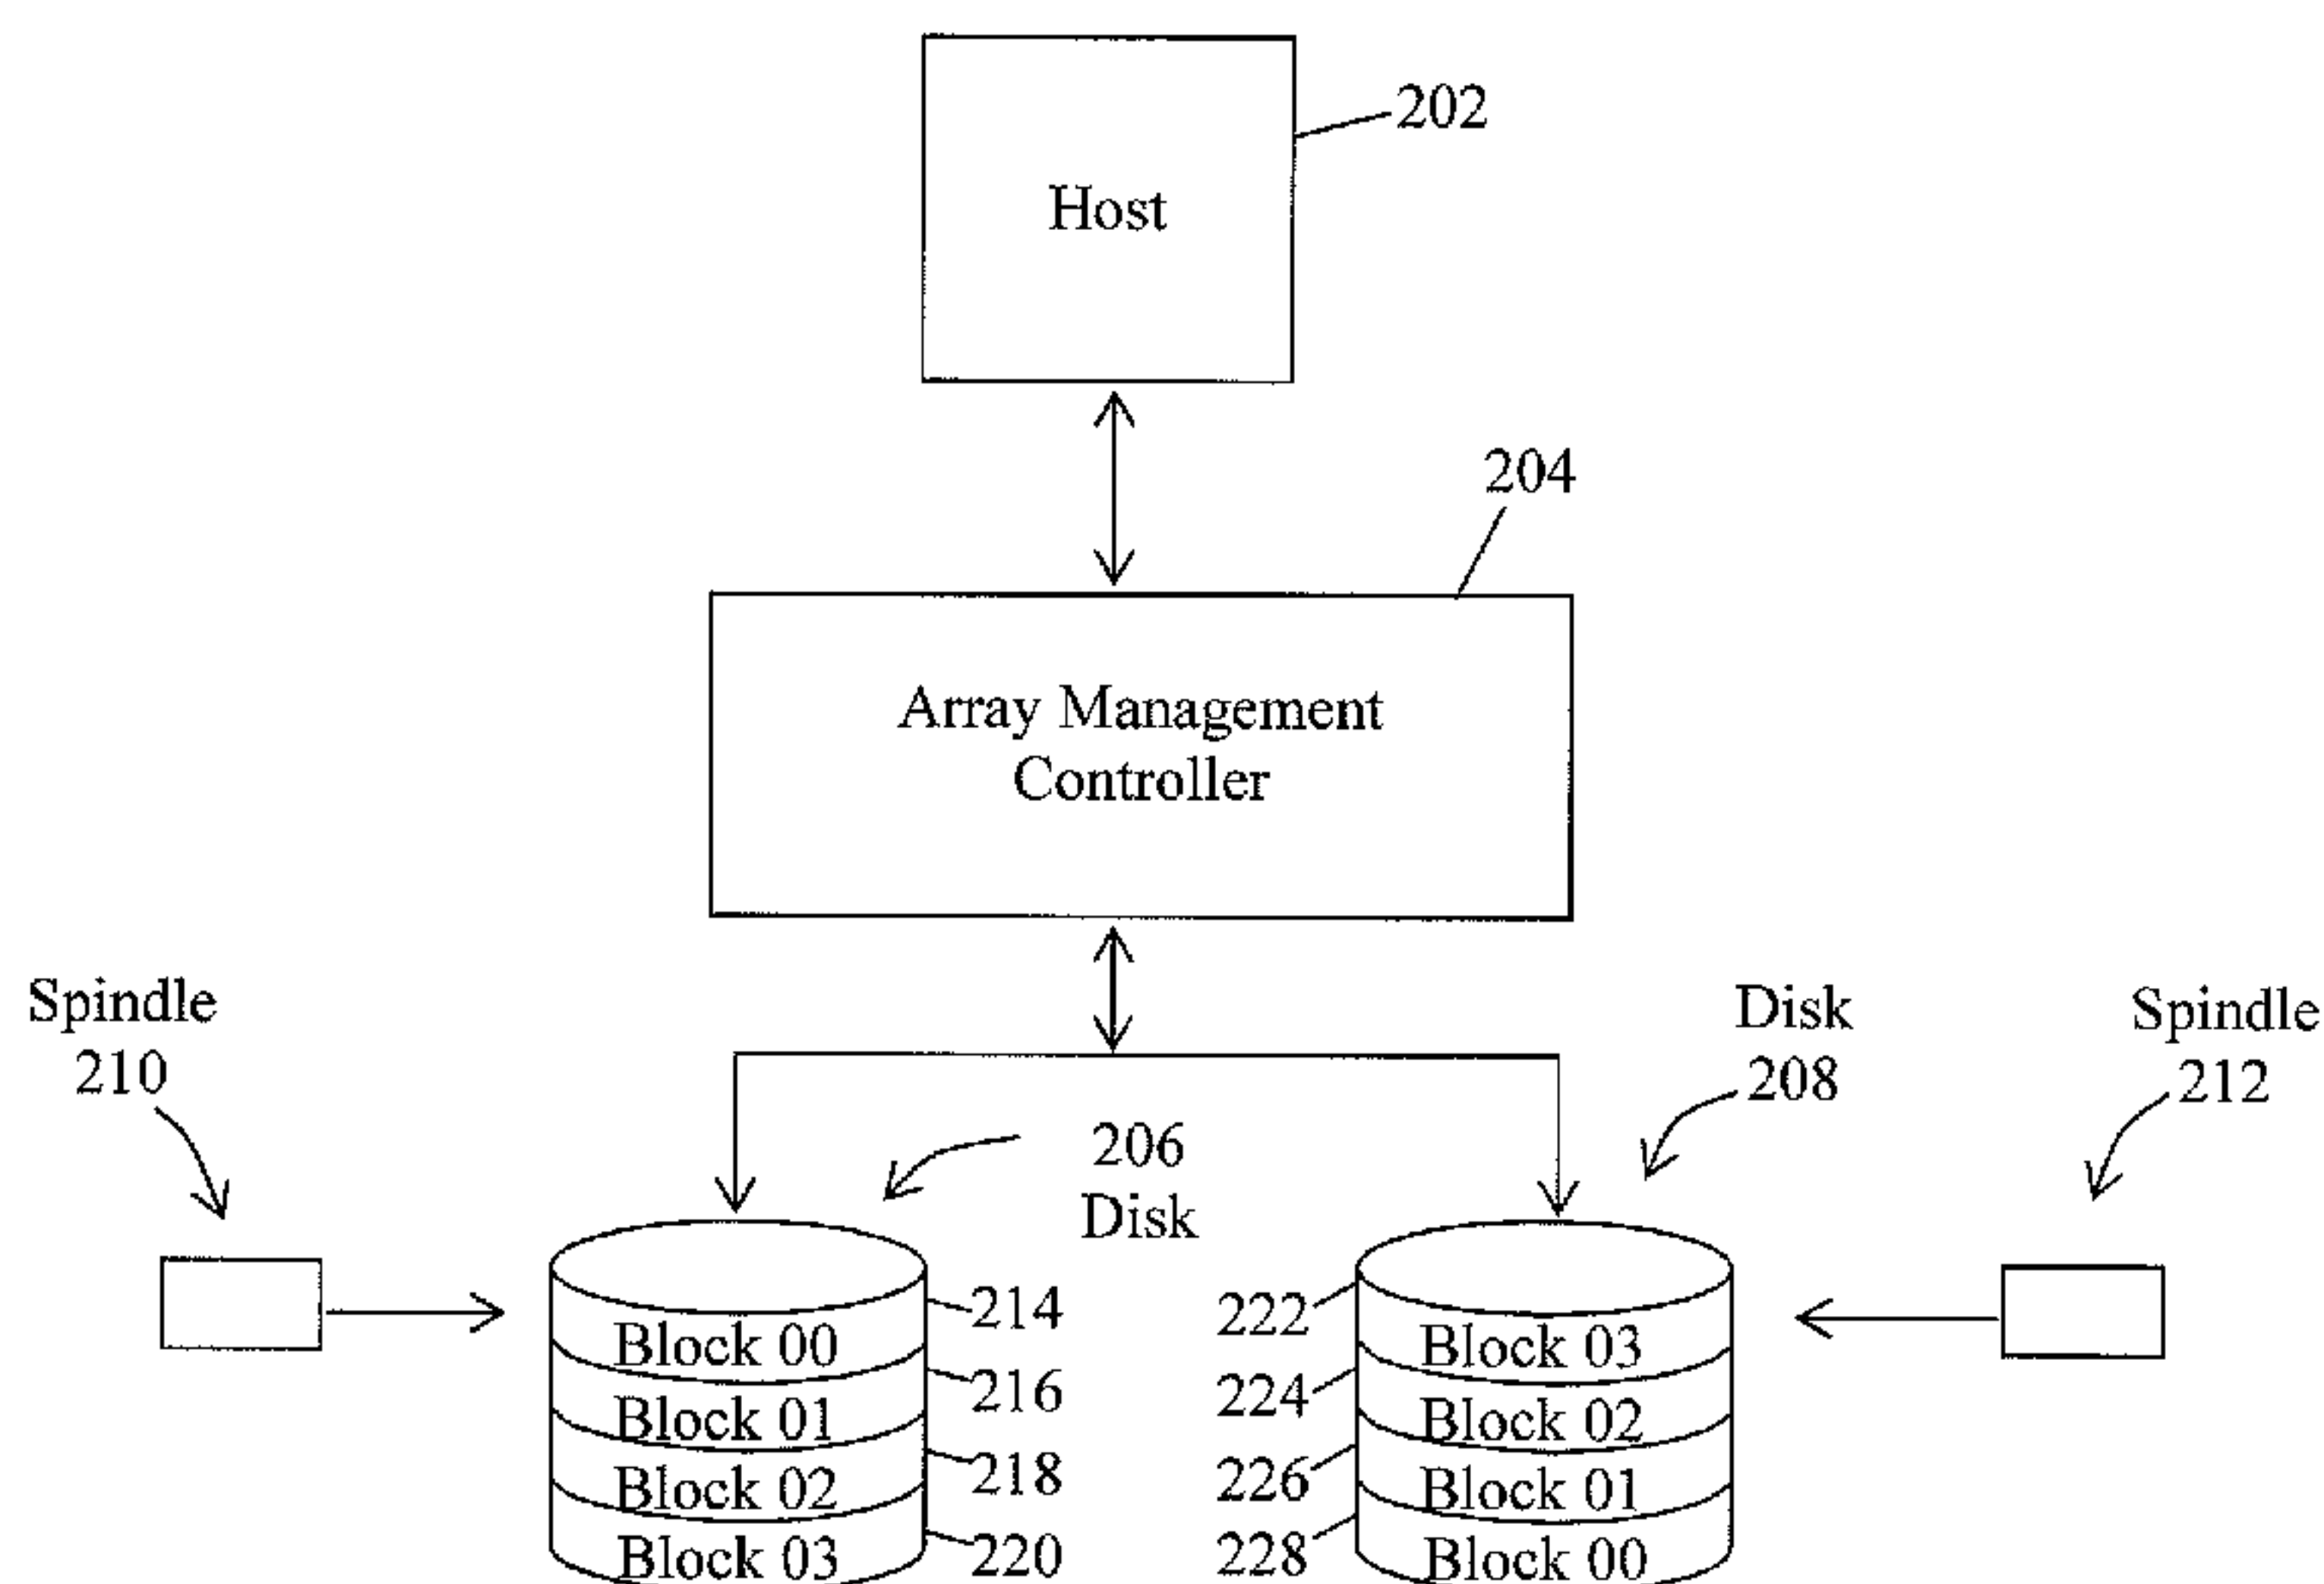 202
Host
204
Array Management
Controller
Spindle
210
Disk
208
Spindle
212
206
Disk
214
222
Block 00
Block 03
216
224
Block 01
Block 02
218
226
Block 02
Block 01
220
228
Block 03
Block 00